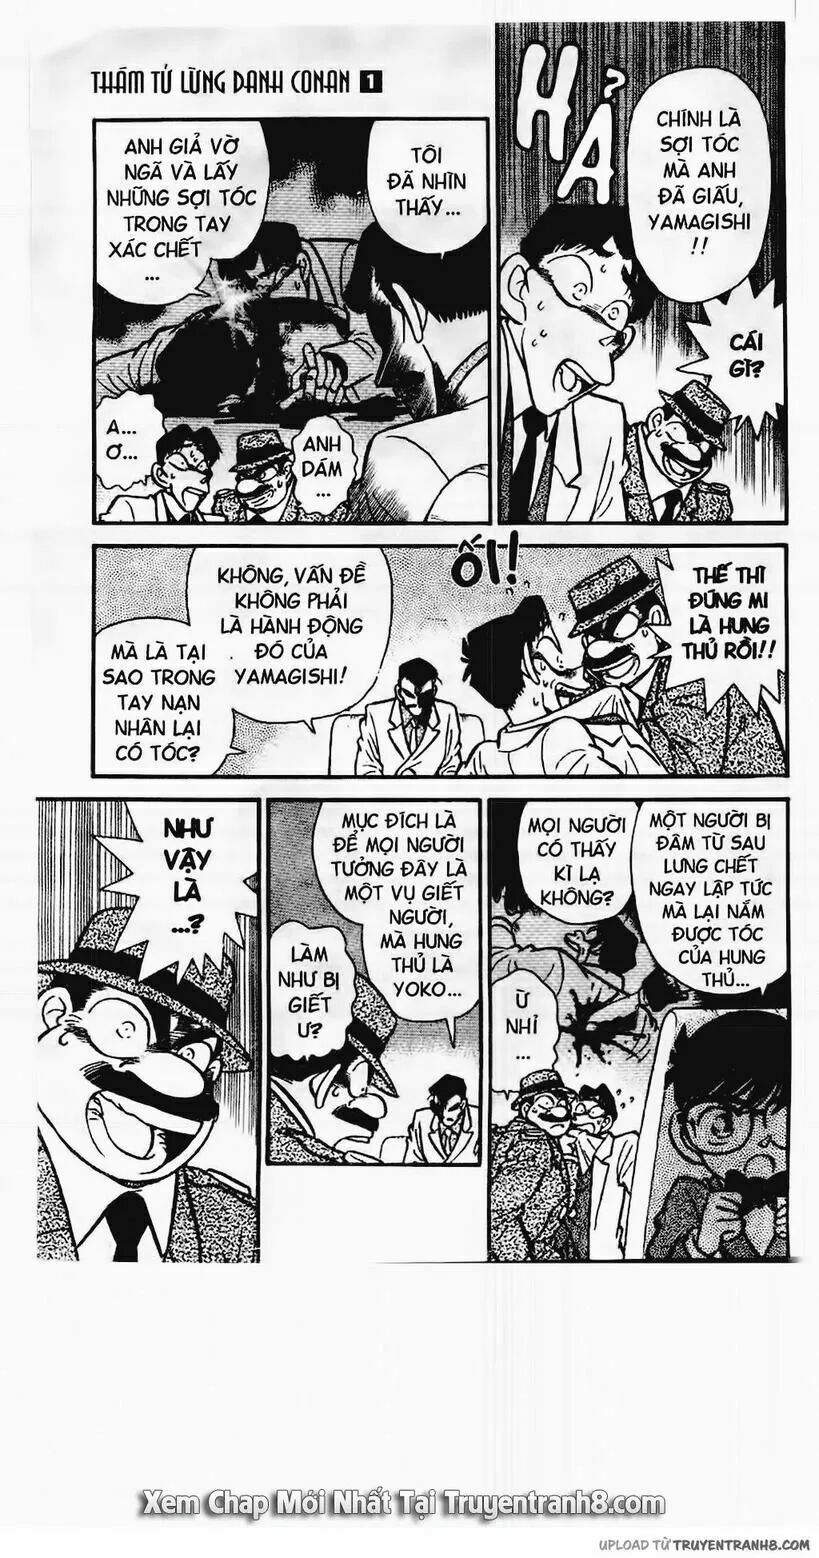 THÁM TỬ LỪNG DANH CONAN 1
HẢ
CHÍNH LÀ
SỢI TÓC
MÀ ANH
ĐÃ GIẤU,
YAMAGISHI
!!
CÁI
GÌ?
TÔI
ĐÃ NHÌN
THẤY...
ANH GIẢ VỜ
NGÃ VÀ LẤY
NHỮNG SỢI TÓC
TRONG TAY
XÁC CHẾT
...
ANH
DÁM
...
A...
Ơ...
THẾ THÌ
ĐÚNG MI
LÀ HUNG
THỦ RỒI!!
ỐI!
KHÔNG, VẤN ĐỀ
KHÔNG PHẢI
LÀ HÀNH ĐỘNG
ĐÓ CỦA
YAMAGISHI!
MÀ LÀ TẠI
SAO TRONG
TAY NẠN
NHÂN LẠI
CÓ TÓC?
MỘT NGƯỜI BỊ
ĐÂM TỪ SAU
LƯNG CHẾT
NGAY LẬP TỨC
MÀ LẠI NẮM
ĐƯỢC TÓC
CỦA HUNG
THỦ...
MỌI NGƯỜI
CÓ THẤY
KÌ LẠ
KHÔNG?
Ừ
NHỈ
...
MỤC ĐÍCH LÀ
ĐỂ MỌI NGƯỜI
TƯỞNG ĐÂY LÀ
MỘT VỤ GIẾT
NGƯỜI,
MÀ HUNG
THỦ LÀ
YOKO...
LÀM
NHƯ BỊ
GIẾT
Ư?
NHƯ
VẬY
LÀ
...?
Xem Chap Mới Nhất Tại Truyentranh8.com
UPLOAD TỪ TRUYENTRANH8.COM